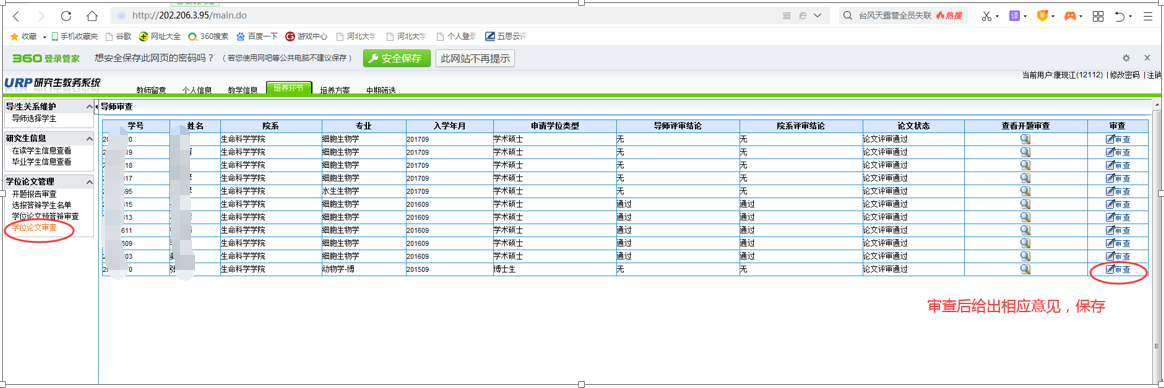 http://202.206.3.95/main.do 台风天露营全员失联 热搜
收藏 手机收藏夹 谷歌 网址大全 360搜索 百度一下 游戏中心 河北大学 河北大学 个人登 五思云
360登录管家 想安全保存此网页的密码吗？ (若您使用网吧等公共电脑不建议保存) 安全保存 此网站不再提示
当前用户:康现江(12112) |修改密码 |注销
URP研究生教务系统 教师留意 个人信息 教学信息 培养环节 培养方案 中期筛选
导/生关系维护
导师选择学生
研究生信息
在读学生信息查看
毕业学生信息查看
学位论文管理
开题报告审查
选报答辩学生名单
学位论文预答辩审查
学位论文审查
导师审查
学号 姓名 院系 专业 入学年月 申请学位类型 导师评审结论 院系评审结论 论文状态 查看开题审查 审查
生命科学学院 细胞生物学 201709 学术硕士 无 无 论文评审通过 审查
生命科学学院 细胞生物学 201709 学术硕士 无 无 论文评审通过 审查
生命科学学院 细胞生物学 201709 学术硕士 无 无 论文评审通过 审查
生命科学学院 细胞生物学 201709 学术硕士 无 无 论文评审通过 审查
生命科学学院 水生生物学 201709 学术硕士 无 无 论文评审通过 审查
生命科学学院 细胞生物学 201609 学术硕士 通过 通过 论文评审通过 审查
生命科学学院 细胞生物学 201609 学术硕士 通过 通过 论文评审通过 审查
生命科学学院 细胞生物学 201609 学术硕士 通过 通过 论文评审通过 审查
生命科学学院 细胞生物学 201609 学术硕士 通过 通过 论文评审通过 审查
生命科学学院 细胞生物学 201609 学术硕士 通过 通过 论文评审通过 审查
生命科学学院 动物学-博 201509 博士生 无 无 论文评审通过 审查
审查后给出相应意见，保存